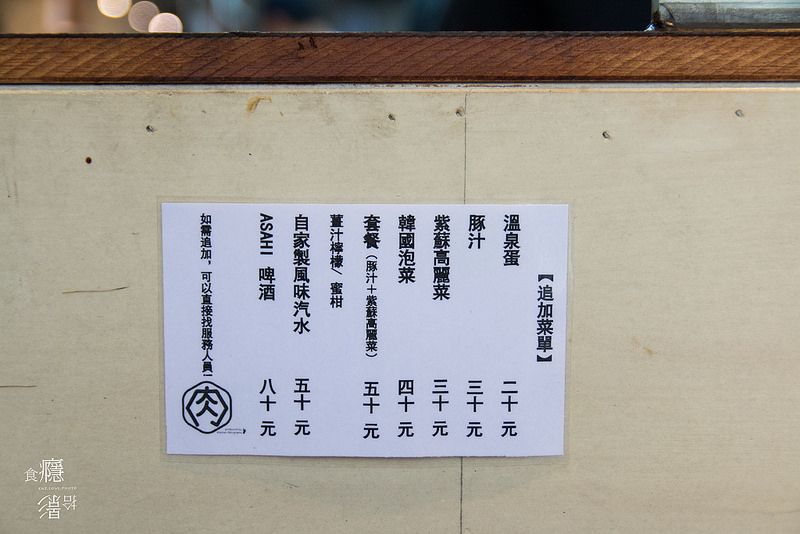 【追加菜單】
溫泉蛋 二十元
豚汁 三十元
紫蘇高麗菜 三十元
韓國泡菜 四十元
套餐（豚汁＋紫蘇高麗菜） 五十元
薑汁檸檬/ 蜜柑
自家製風味汽水 五十元
ASAHI 啤酒 八十元
如需追加，可以直接找服務人員
肉
食癮
拾影